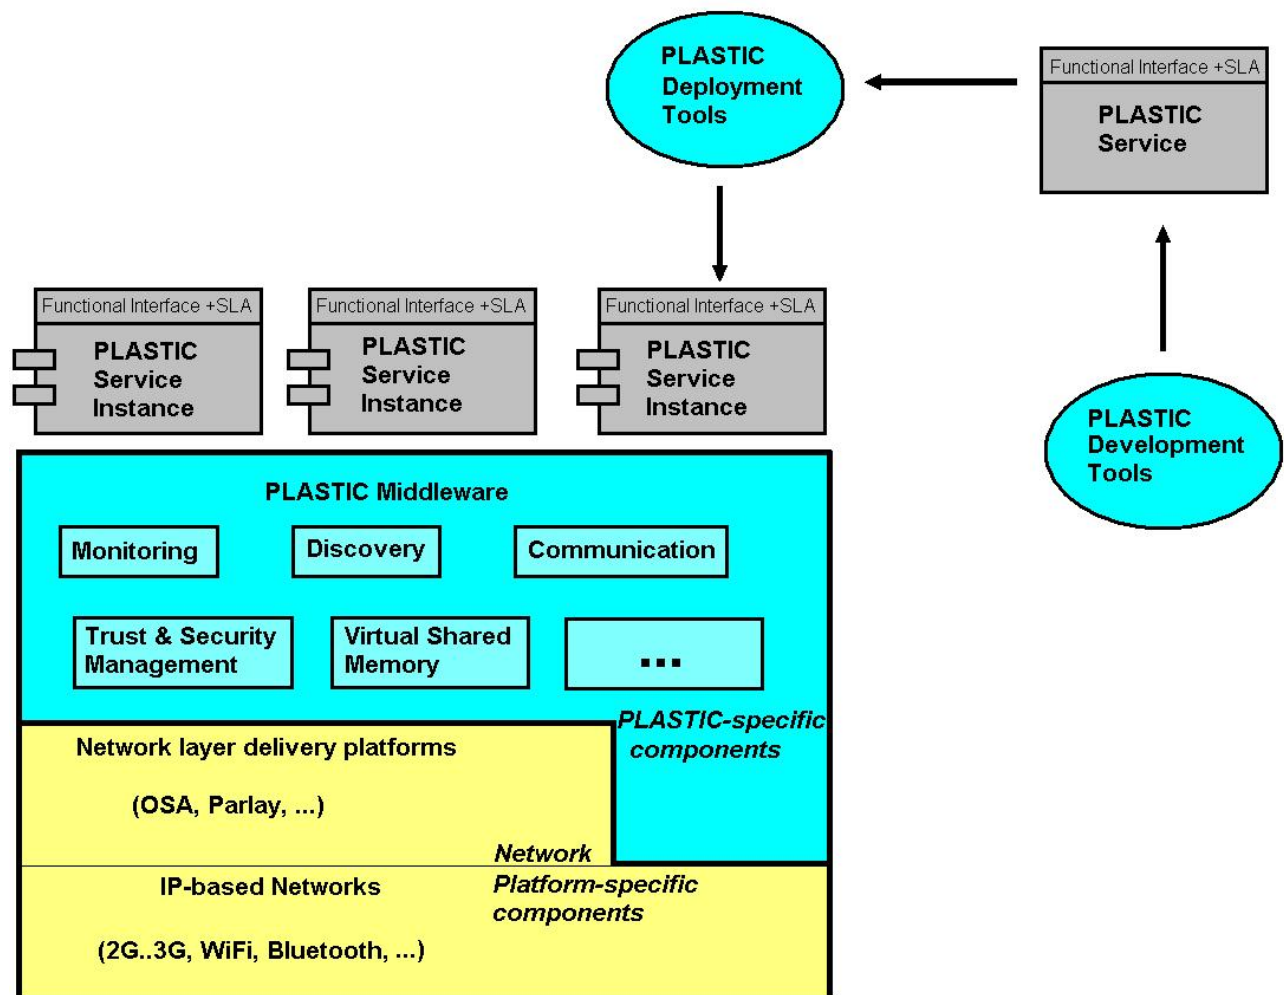 PLASTIC
Deployment
Tools
Functional Interface +SLA
PLASTIC
Service
Functional Interface +SLA
PLASTIC
Service
Instance
Functional Interface +SLA
PLASTIC
Service
Instance
Functional Interface +SLA
PLASTIC
Service
Instance
PLASTIC
Development
Tools
PLASTIC Middleware
Monitoring
Discovery
Communication
Trust & Security
Management
Virtual Shared
Memory
...
PLASTIC-specific
components
Network layer delivery platforms
(OSA, Parlay, ...)
Network
Platform-specific
components
IP-based Networks
(2G..3G, WiFi, Bluetooth, ...)